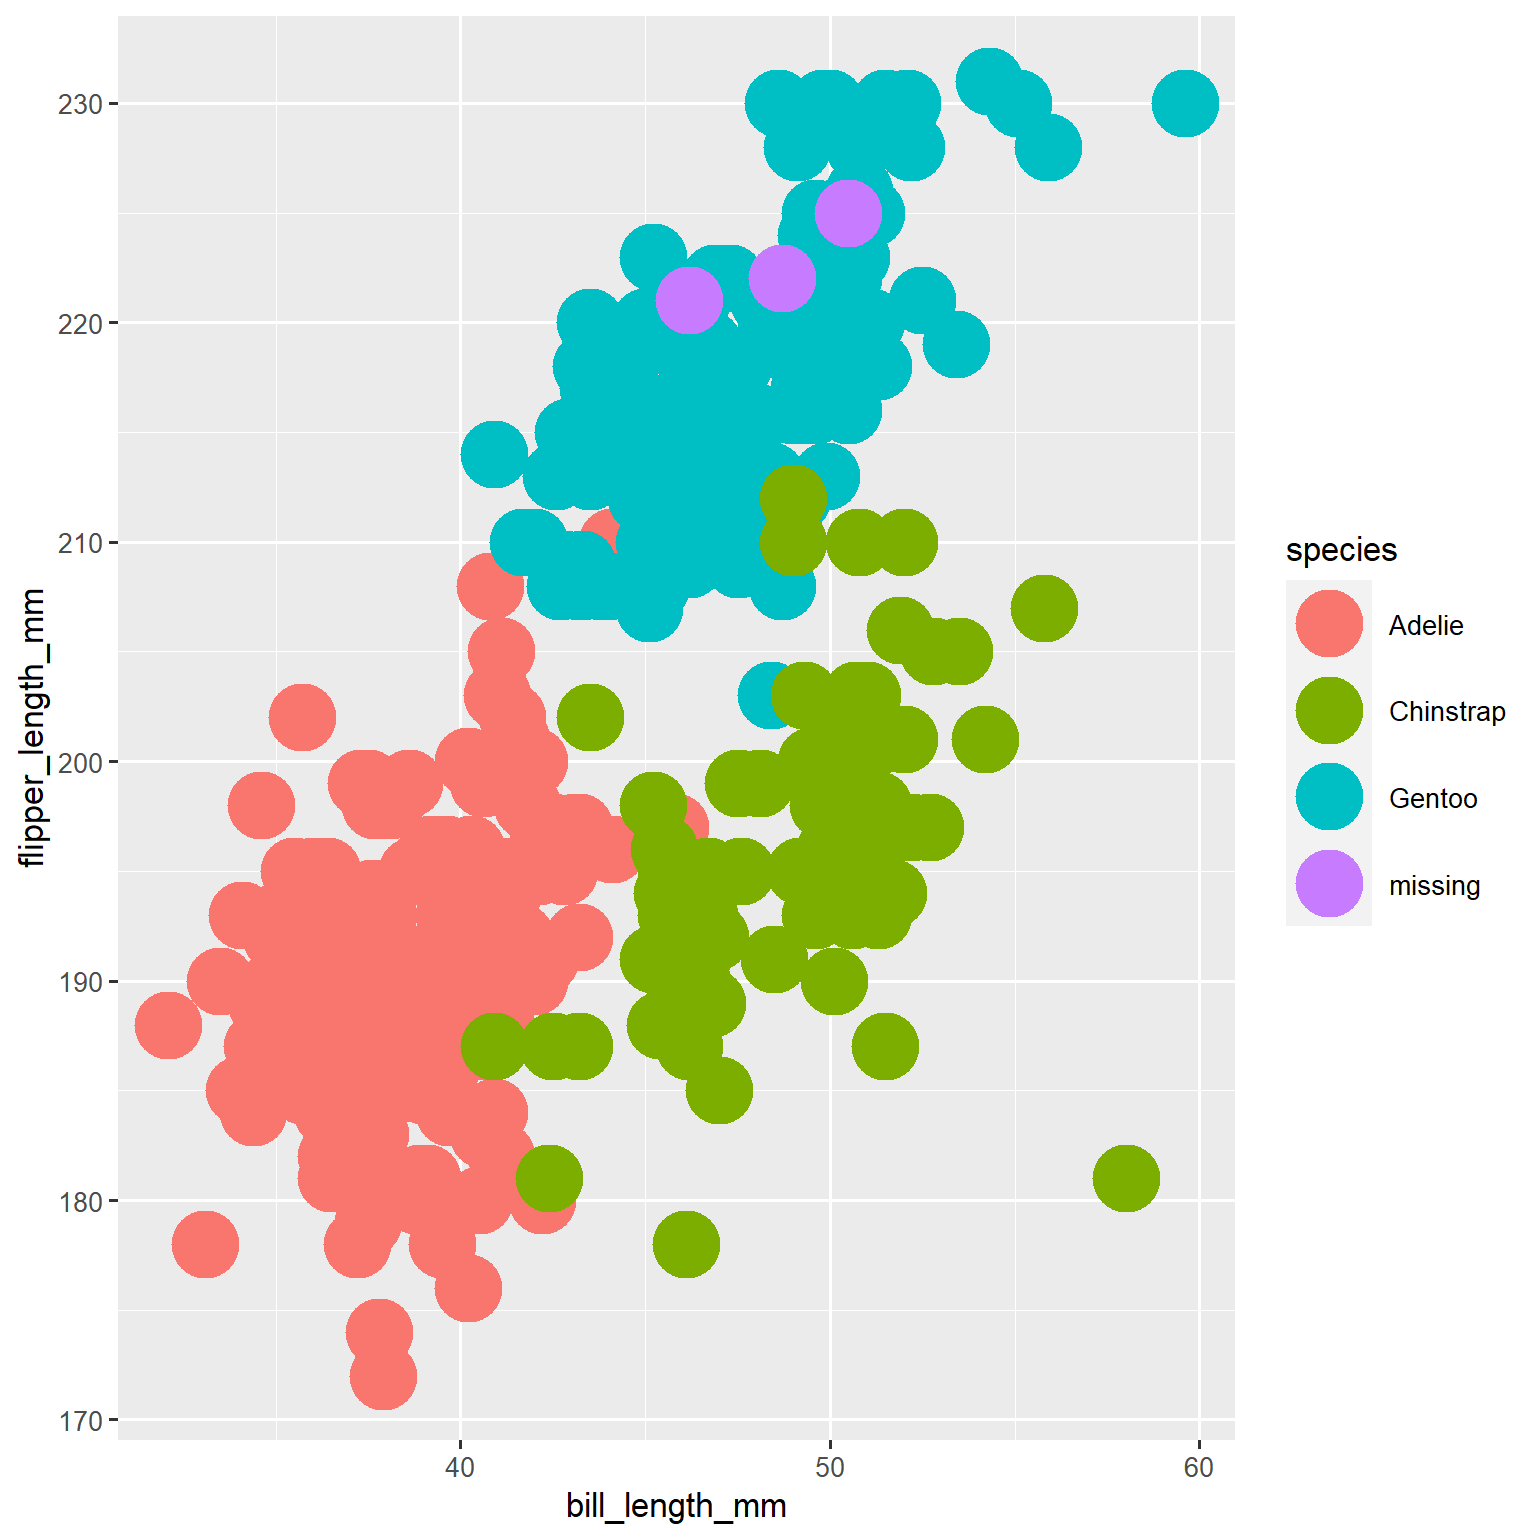 230
220
210
200
190
180
170
flipper_length_mm
40
50
60
bill_length_mm
species
Adelie
Chinstrap
Gentoo
missing